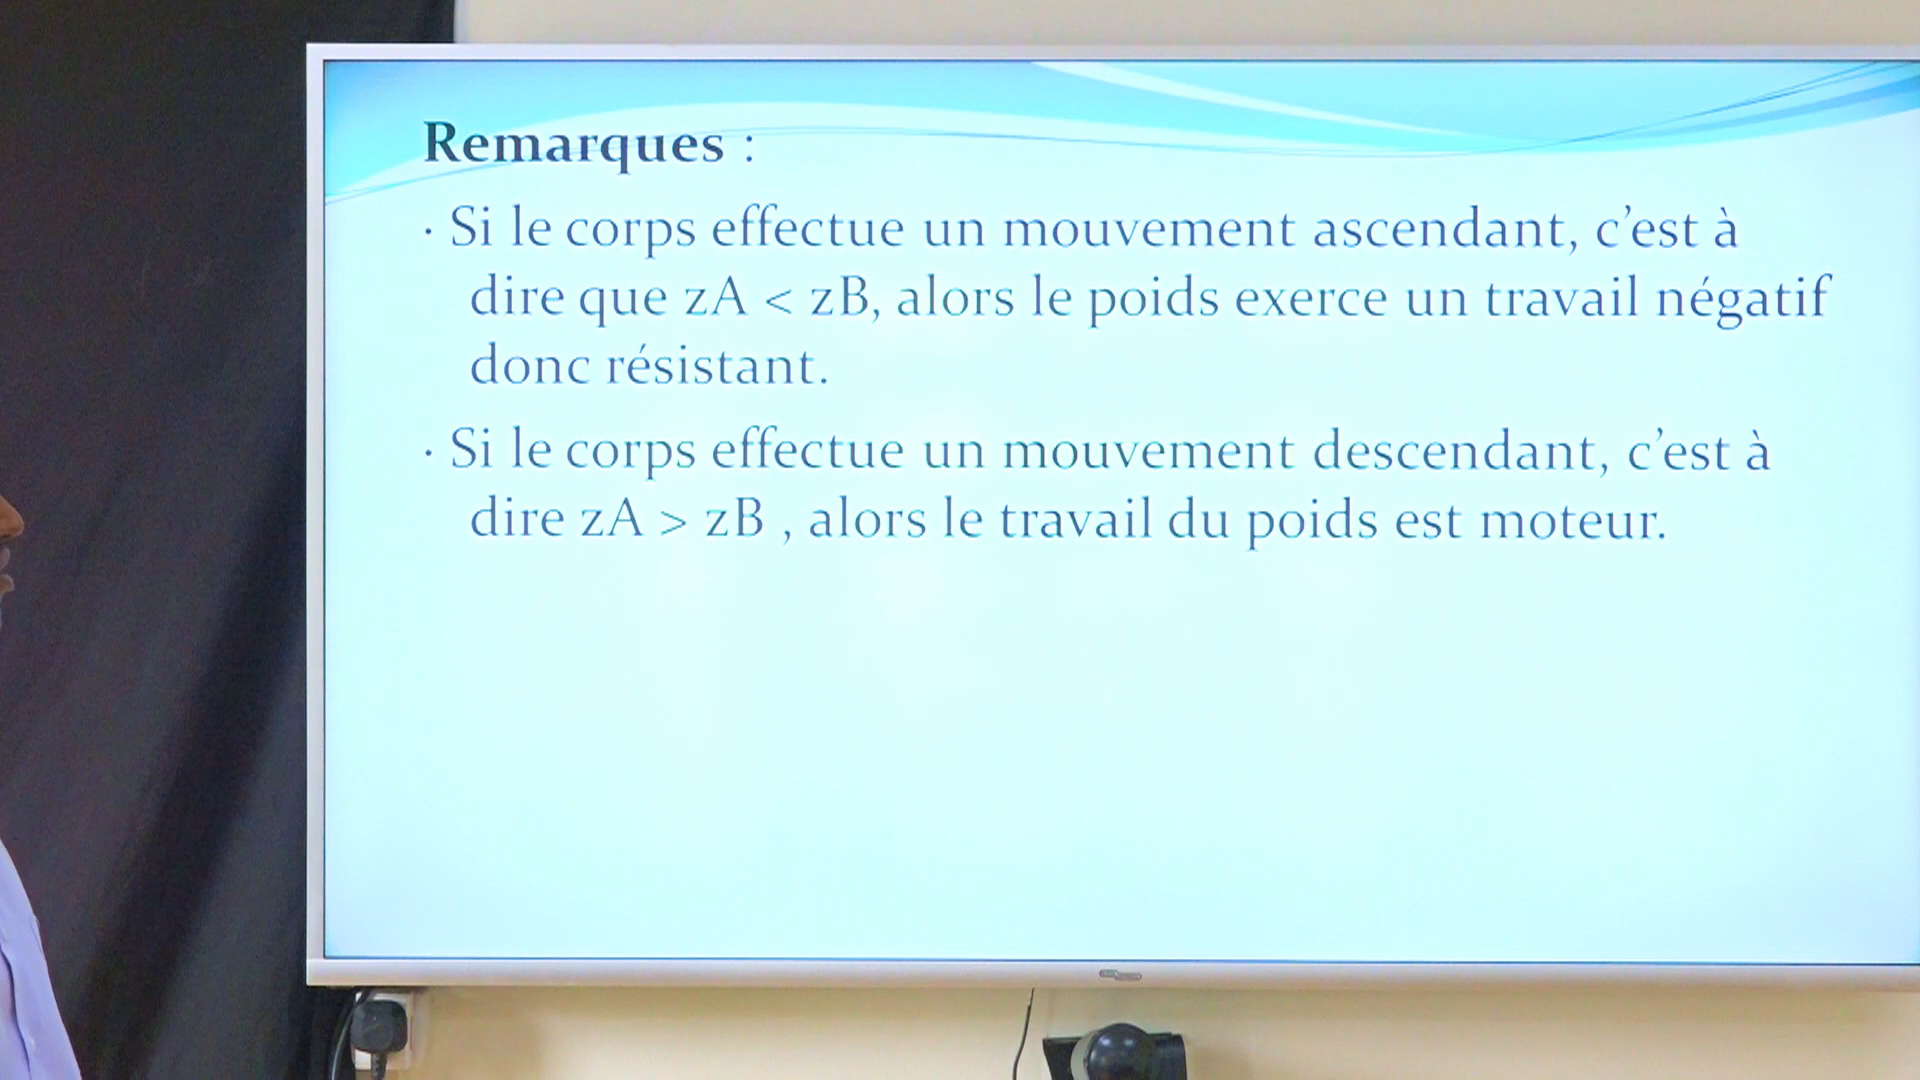 Remarques :
· Si le corps effectue un mouvement ascendant, c’est à
dire que zA < zB, alors le poids exerce un travail négatif
donc résistant.
· Si le corps effectue un mouvement descendant, c’est à
dire zA > zB , alors le travail du poids est moteur.